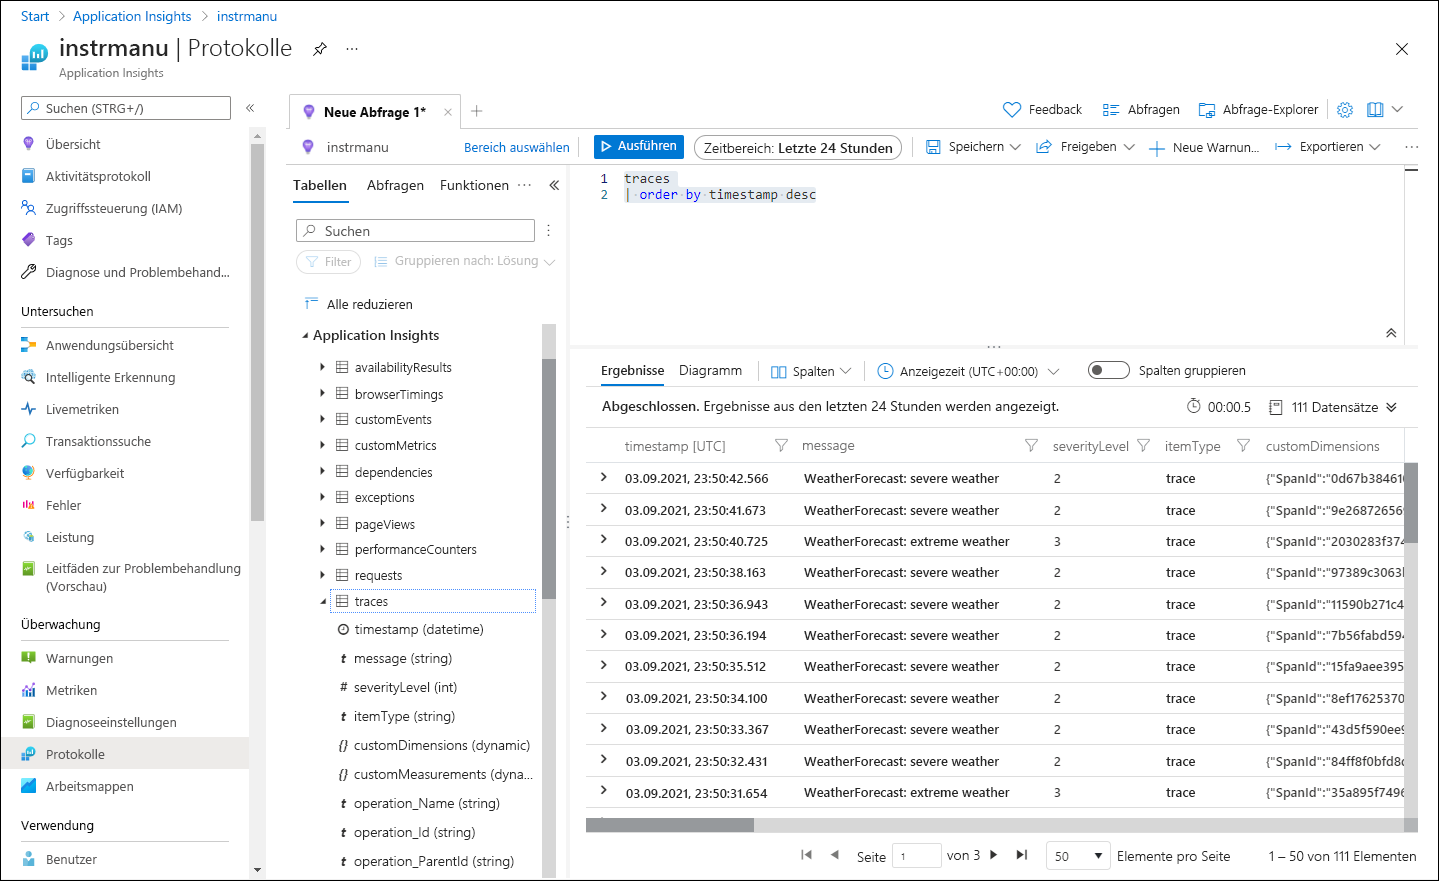 Start > Application Insights > instrmanu
instrmanu | Protokolle ...
Application Insights
Suchen (STRG+/)
Übersicht
Aktivitätsprotokoll
Zugriffssteuerung (IAM)
Tags
Diagnose und Problembehand...
Untersuchen
Anwendungsübersicht
Intelligente Erkennung
Livemetriken
Transaktionssuche
Verfügbarkeit
Fehler
Leistung
Leitfäden zur Problembehandlung
(Vorschau)
Überwachung
Warnungen
Metriken
Diagnoseeinstellungen
Protokolle
Arbeitsmappen
Verwendung
Benutzer
Neue Abfrage 1*
Feedback Abfragen Abfrage-Explorer
instrmanu Bereich auswählen
Ausführen Zeitbereich: Letzte 24 Stunden Speichern Freigeben Neue Warnun... Exportieren ...
Tabellen Abfragen Funktionen ...
Suchen
Filter Gruppieren nach: Lösung
Alle reduzieren
Application Insights
availabilityResults
browserTimings
customEvents
customMetrics
dependencies
exceptions
pageViews
performanceCounters
requests
traces
timestamp (datetime)
t message (string)
# severityLevel (int)
t itemType (string)
{} customDimensions (dynamic)
{} customMeasurements (dyna...
t operation_Name (string)
t operation_Id (string)
t operation_ParentId (string)
1 traces
2 | order by timestamp desc
Ergebnisse Diagramm Spalten Anzeigezeit (UTC+00:00) Spalten gruppieren
Abgeschlossen. Ergebnisse aus den letzten 24 Stunden werden angezeigt. 00:00.5 111 Datensätze
timestamp [UTC] message severityLevel itemType customDimensions
03.09.2021, 23:50:42.566 WeatherForecast: severe weather 2 trace {"SpanId":"0d67b38461
03.09.2021, 23:50:41.673 WeatherForecast: severe weather 2 trace {"SpanId":"9e26872656
03.09.2021, 23:50:40.725 WeatherForecast: extreme weather 3 trace {"SpanId":"2030283f374
03.09.2021, 23:50:38.163 WeatherForecast: severe weather 2 trace {"SpanId":"97389c3063
03.09.2021, 23:50:36.943 WeatherForecast: severe weather 2 trace {"SpanId":"11590b271c4
03.09.2021, 23:50:36.194 WeatherForecast: severe weather 2 trace {"SpanId":"7b56fabd594
03.09.2021, 23:50:35.512 WeatherForecast: severe weather 2 trace {"SpanId":"15fa9aee395
03.09.2021, 23:50:34.100 WeatherForecast: severe weather 2 trace {"SpanId":"8ef17625370
03.09.2021, 23:50:33.367 WeatherForecast: severe weather 2 trace {"SpanId":"43d5f590ee9
03.09.2021, 23:50:32.431 WeatherForecast: severe weather 2 trace {"SpanId":"84ff8f0bfd8
03.09.2021, 23:50:31.654 WeatherForecast: extreme weather 3 trace {"SpanId":"35a895f7496
Seite 1 von 3 50 Elemente pro Seite 1 – 50 von 111 Elementen